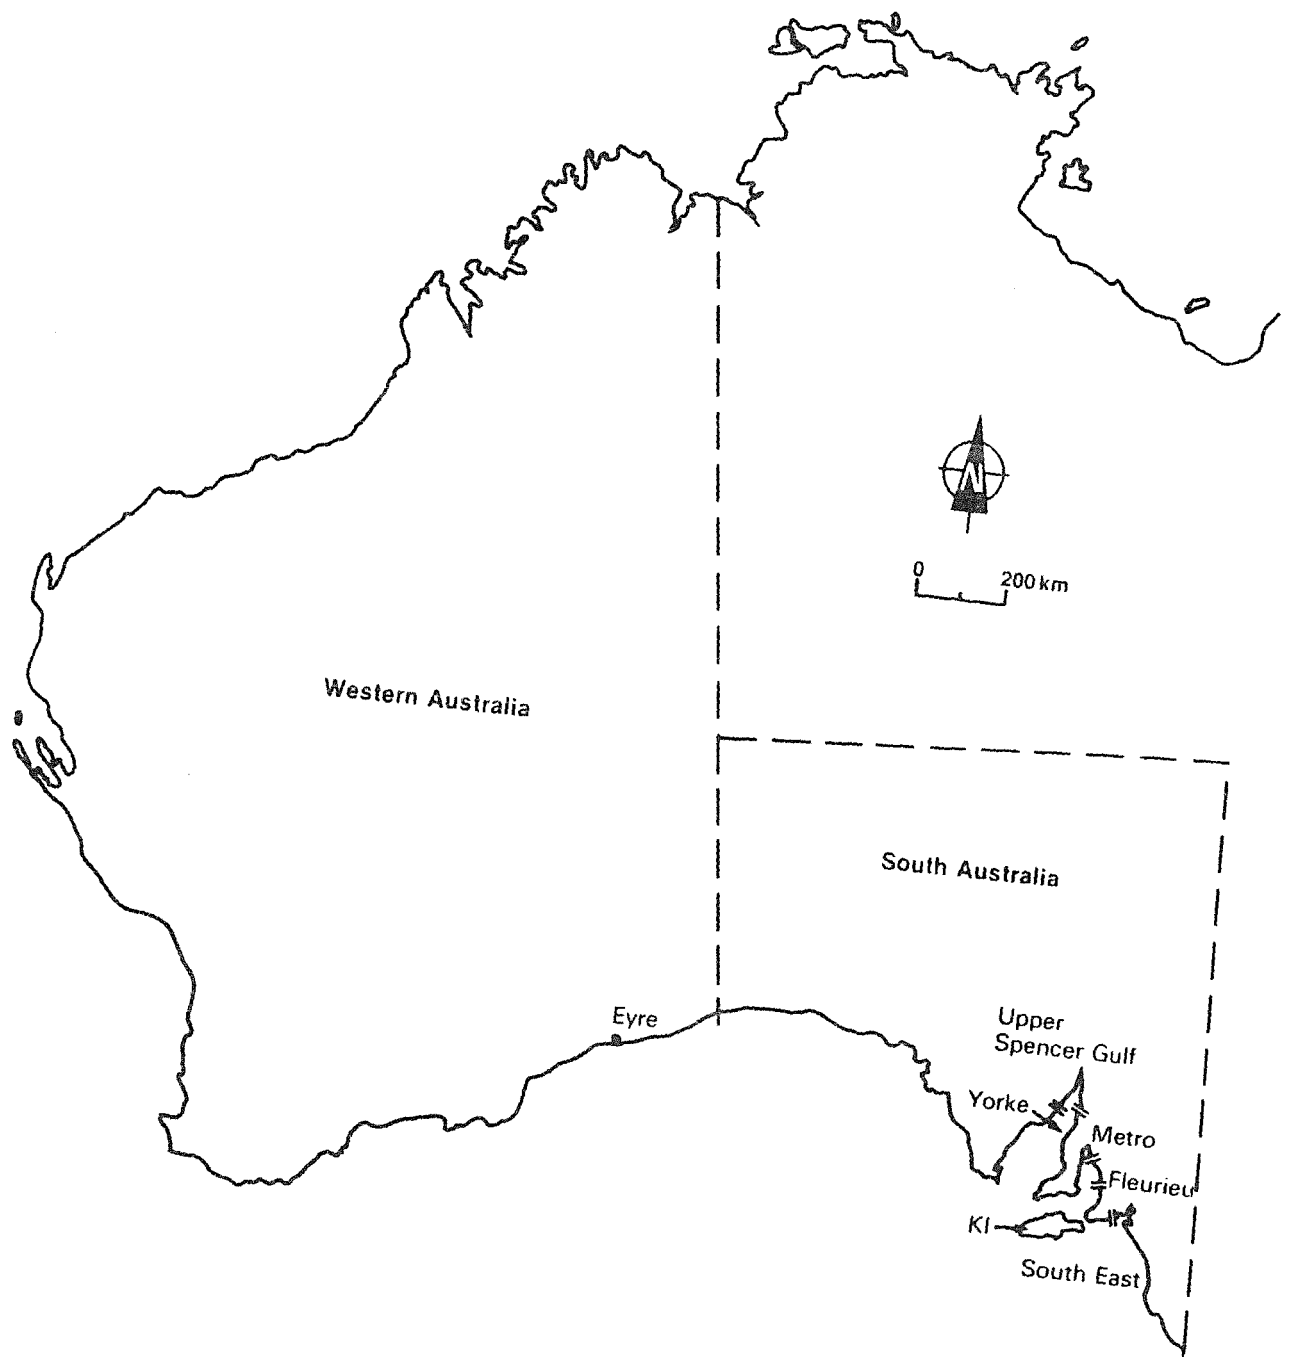 N
0
200 km
Western Australia
South Australia
Eyre
Upper
Spencer Gulf
Yorke
Metro
Fleurieu
KI
South East